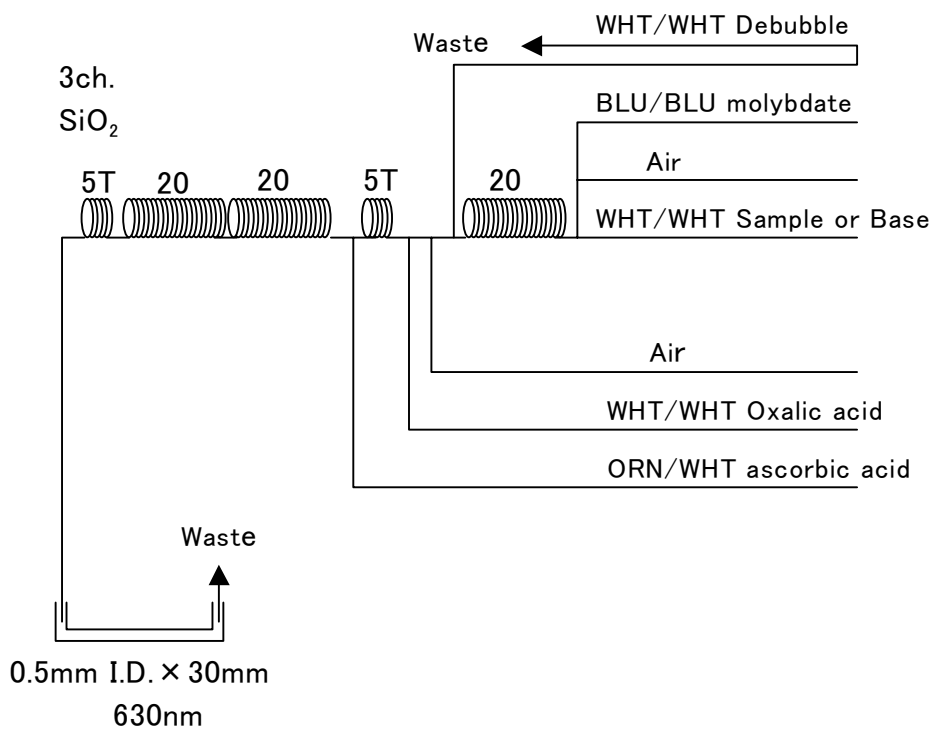 WHT/WHT Debubble
Waste
3ch.
SiO₂
BLU/BLU molybdate
Air
5T
20
20
5T
20
WHT/WHT Sample or Base
Air
WHT/WHT Oxalic acid
ORN/WHT ascorbic acid
Waste
0.5mm I.D. × 30mm
630nm